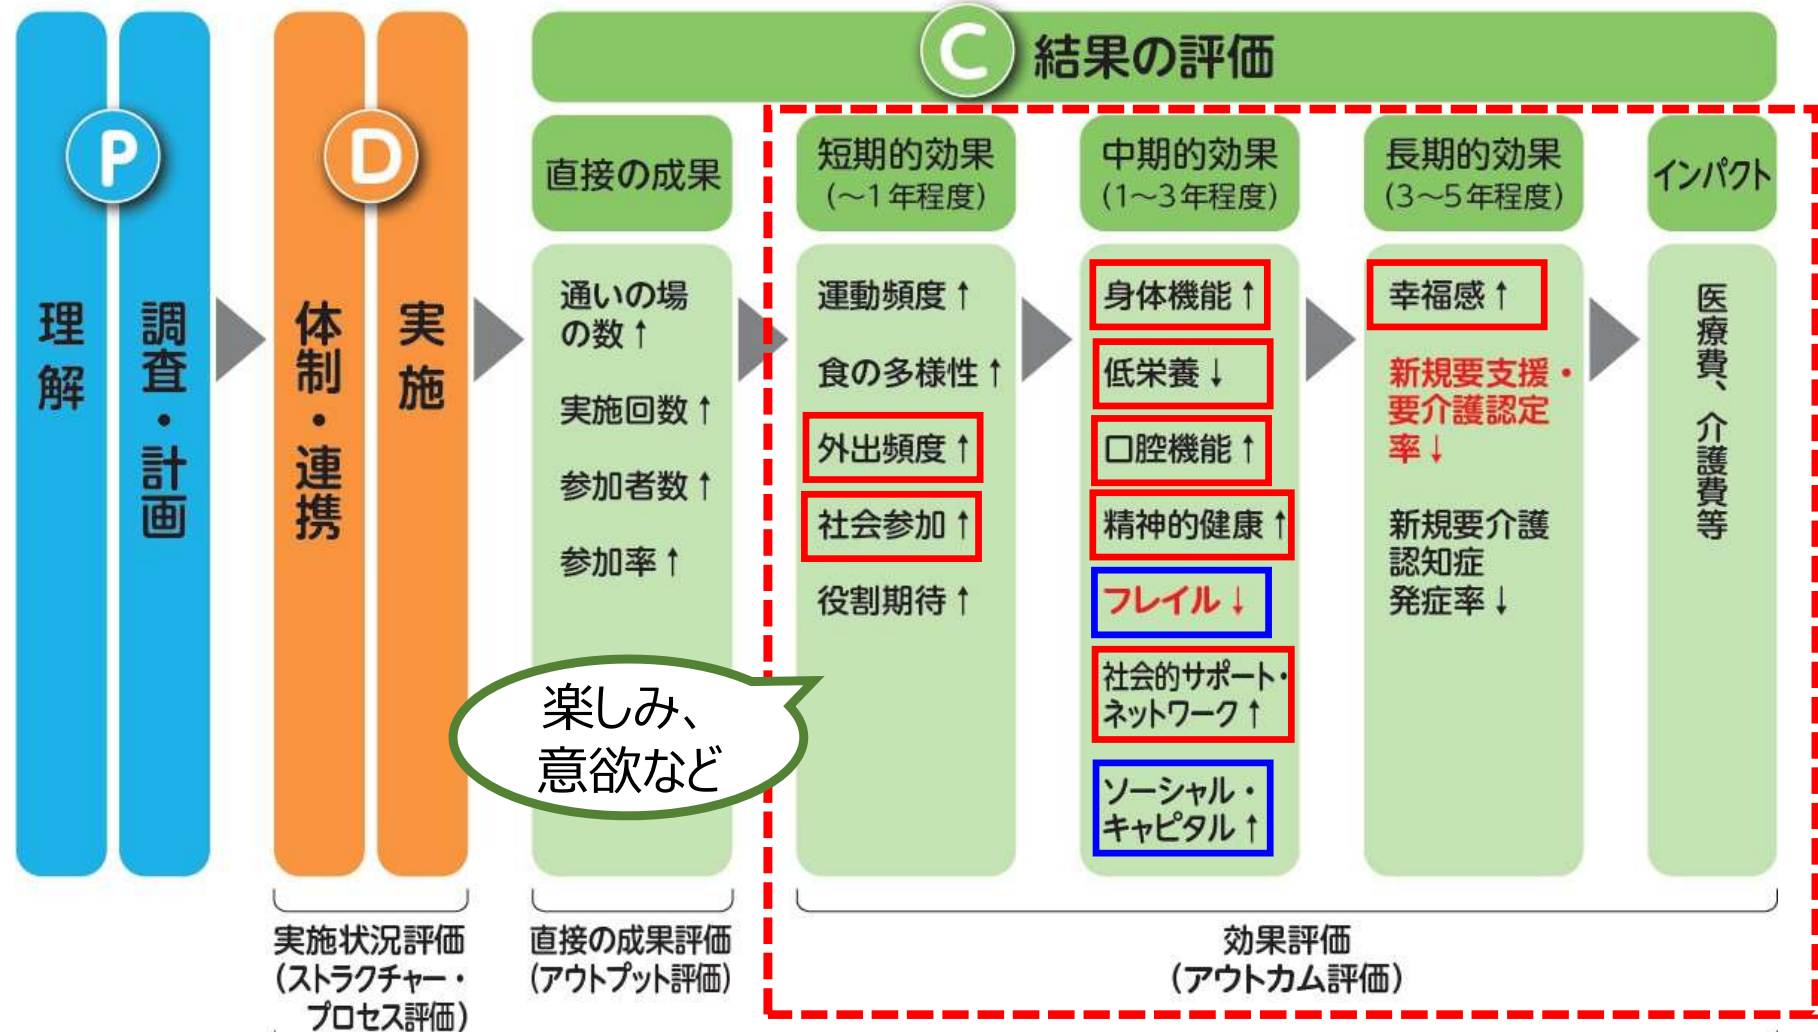 P
理解
調査・計画
D
体制・連携
実施
C 結果の評価
直接の成果
通いの場
の数↑
実施回数↑
参加者数↑
参加率↑
短期的効果
(～1年程度)
運動頻度↑
食の多様性↑
外出頻度↑
社会参加↑
役割期待↑
楽しみ、
意欲など
中期的効果
(1～3年程度)
身体機能↑
低栄養↓
口腔機能↑
精神的健康↑
フレイル↓
社会的サポート・
ネットワーク↑
ソーシャル・
キャピタル↑
長期的効果
(3～5年程度)
幸福感↑
新規要支援・
要介護認定
率↓
新規要介護
認知症
発症率↓
インパクト
医療費、介護費等
実施状況評価
(ストラクチャー・
プロセス評価)
直接の成果評価
(アウトプット評価)
効果評価
(アウトカム評価)